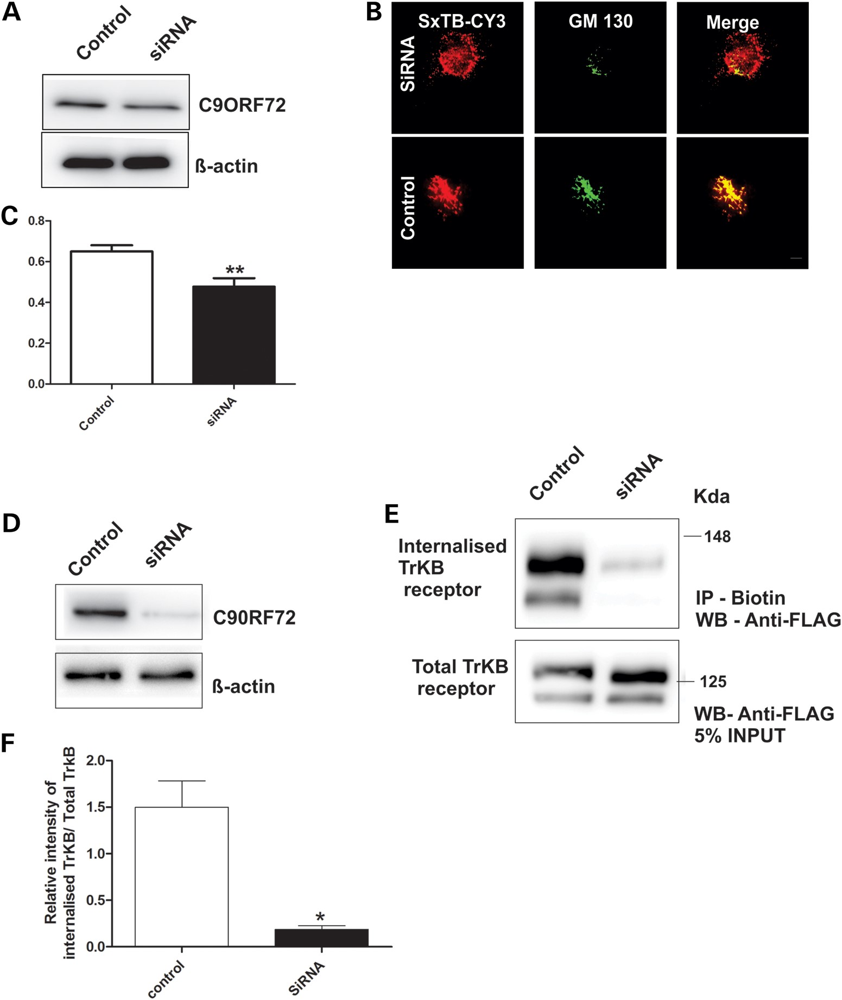 A
Control
siRNA
C9ORF72
ß-actin
B
SxTB-CY3
GM 130
Merge
SiRNA
Control
C
0.8
0.6
0.4
0.2
0.0
**
Control
siRNA
D
Control
siRNA
C90RF72
ß-actin
E
Control
siRNA
Kda
Internalised
TrKB
receptor
148
IP - Biotin
WB - Anti-FLAG
Total TrKB
receptor
125
WB- Anti-FLAG
5% INPUT
F
Relative intensity of
internalised TrKB/ Total TrkB
2.0
1.5
1.0
0.5
0.0
*
control
SiRNA